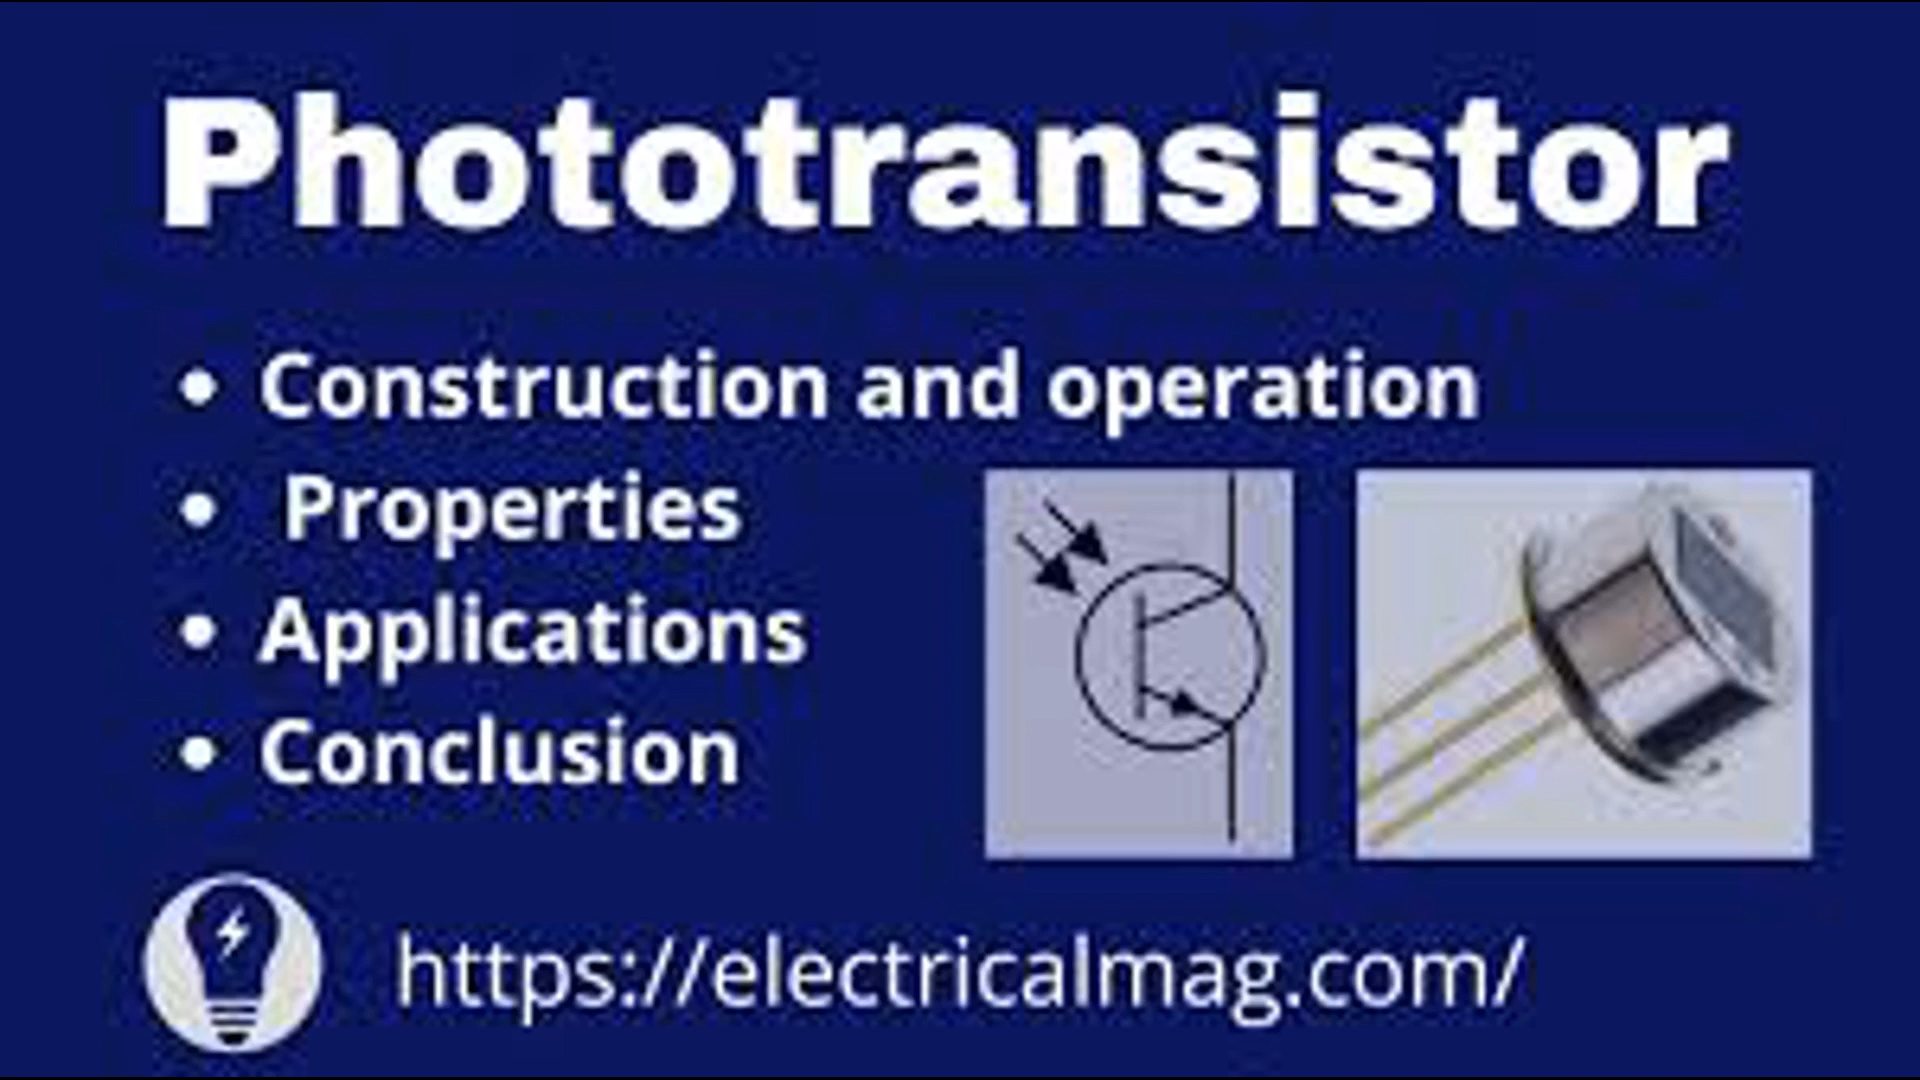 Phototransistor
• Construction and operation
• Properties
• Applications
• Conclusion
https://electricalmag.com/